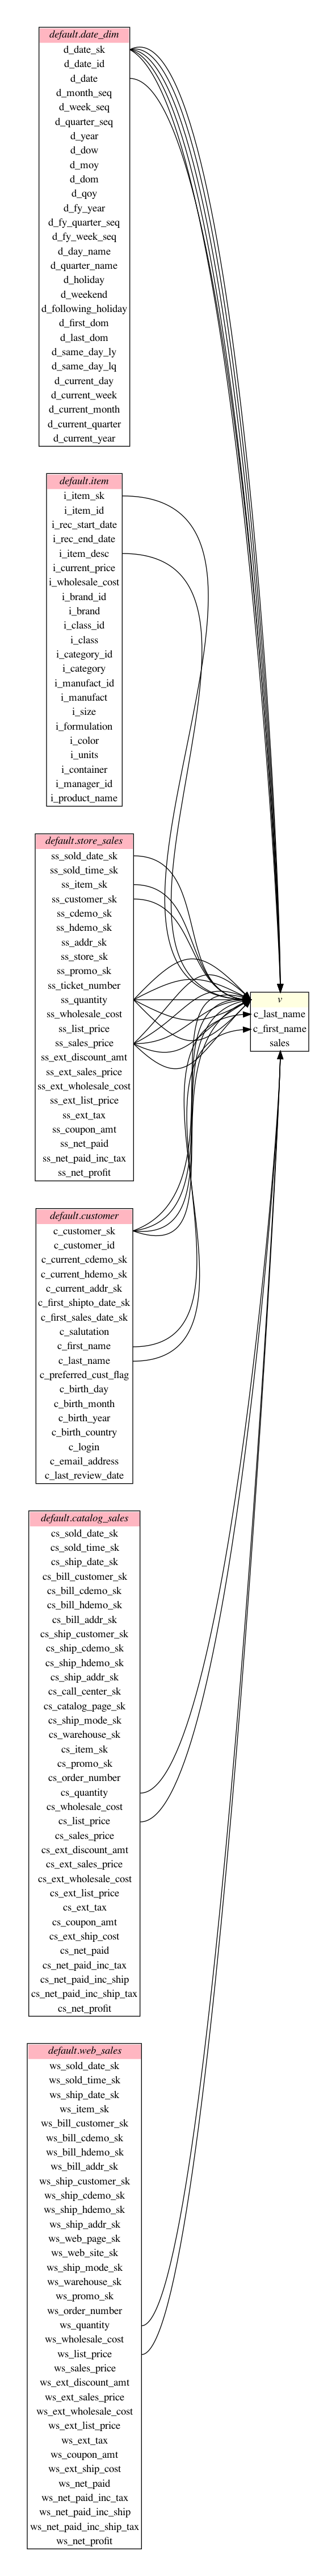 default.date_dim
d_date_sk
d_date_id
d_date
d_month_seq
d_week_seq
d_quarter_seq
d_year
d_dow
d_moy
d_dom
d_qoy
d_fy_year
d_fy_quarter_seq
d_fy_week_seq
d_day_name
d_quarter_name
d_holiday
d_weekend
d_following_holiday
d_first_dom
d_last_dom
d_same_day_ly
d_same_day_lq
d_current_day
d_current_week
d_current_month
d_current_quarter
d_current_year
default.item
i_item_sk
i_item_id
i_rec_start_date
i_rec_end_date
i_item_desc
i_current_price
i_wholesale_cost
i_brand_id
i_brand
i_class_id
i_class
i_category_id
i_category
i_manufact_id
i_manufact
i_size
i_formulation
i_color
i_units
i_container
i_manager_id
i_product_name
default.store_sales
ss_sold_date_sk
ss_sold_time_sk
ss_item_sk
ss_customer_sk
ss_cdemo_sk
ss_hdemo_sk
ss_addr_sk
ss_store_sk
ss_promo_sk
ss_ticket_number
ss_quantity
ss_wholesale_cost
ss_list_price
ss_sales_price
ss_ext_discount_amt
ss_ext_sales_price
ss_ext_wholesale_cost
ss_ext_list_price
ss_ext_tax
ss_coupon_amt
ss_net_paid
ss_net_paid_inc_tax
ss_net_profit
v
c_last_name
c_first_name
sales
default.customer
c_customer_sk
c_customer_id
c_current_cdemo_sk
c_current_hdemo_sk
c_current_addr_sk
c_first_shipto_date_sk
c_first_sales_date_sk
c_salutation
c_first_name
c_last_name
c_preferred_cust_flag
c_birth_day
c_birth_month
c_birth_year
c_birth_country
c_login
c_email_address
c_last_review_date
default.catalog_sales
cs_sold_date_sk
cs_sold_time_sk
cs_ship_date_sk
cs_bill_customer_sk
cs_bill_cdemo_sk
cs_bill_hdemo_sk
cs_bill_addr_sk
cs_ship_customer_sk
cs_ship_cdemo_sk
cs_ship_hdemo_sk
cs_ship_addr_sk
cs_call_center_sk
cs_catalog_page_sk
cs_ship_mode_sk
cs_warehouse_sk
cs_item_sk
cs_promo_sk
cs_order_number
cs_quantity
cs_wholesale_cost
cs_list_price
cs_sales_price
cs_ext_discount_amt
cs_ext_sales_price
cs_ext_wholesale_cost
cs_ext_list_price
cs_ext_tax
cs_coupon_amt
cs_ext_ship_cost
cs_net_paid
cs_net_paid_inc_tax
cs_net_paid_inc_ship
cs_net_paid_inc_ship_tax
cs_net_profit
default.web_sales
ws_sold_date_sk
ws_sold_time_sk
ws_ship_date_sk
ws_item_sk
ws_bill_customer_sk
ws_bill_cdemo_sk
ws_bill_hdemo_sk
ws_bill_addr_sk
ws_ship_customer_sk
ws_ship_cdemo_sk
ws_ship_hdemo_sk
ws_ship_addr_sk
ws_web_page_sk
ws_web_site_sk
ws_ship_mode_sk
ws_warehouse_sk
ws_promo_sk
ws_order_number
ws_quantity
ws_wholesale_cost
ws_list_price
ws_sales_price
ws_ext_discount_amt
ws_ext_sales_price
ws_ext_wholesale_cost
ws_ext_list_price
ws_ext_tax
ws_coupon_amt
ws_ext_ship_cost
ws_net_paid
ws_net_paid_inc_tax
ws_net_paid_inc_ship
ws_net_paid_inc_ship_tax
ws_net_profit